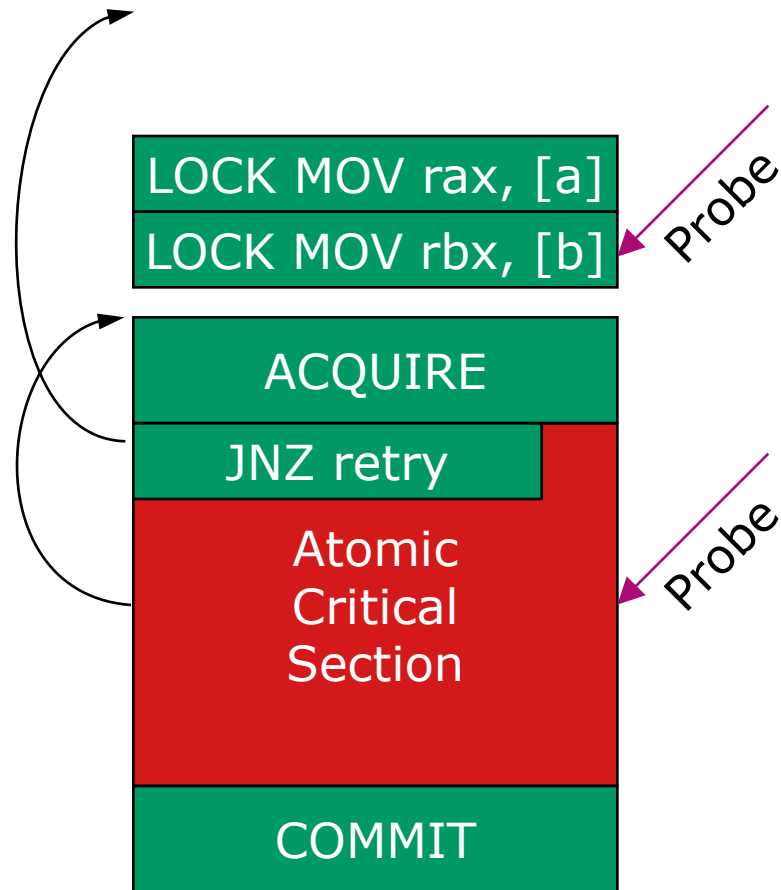 LOCK MOV rax, [a]
LOCK MOV rbx, [b]
Probe
ACQUIRE
JNZ retry
Atomic
Critical
Section
Probe
COMMIT